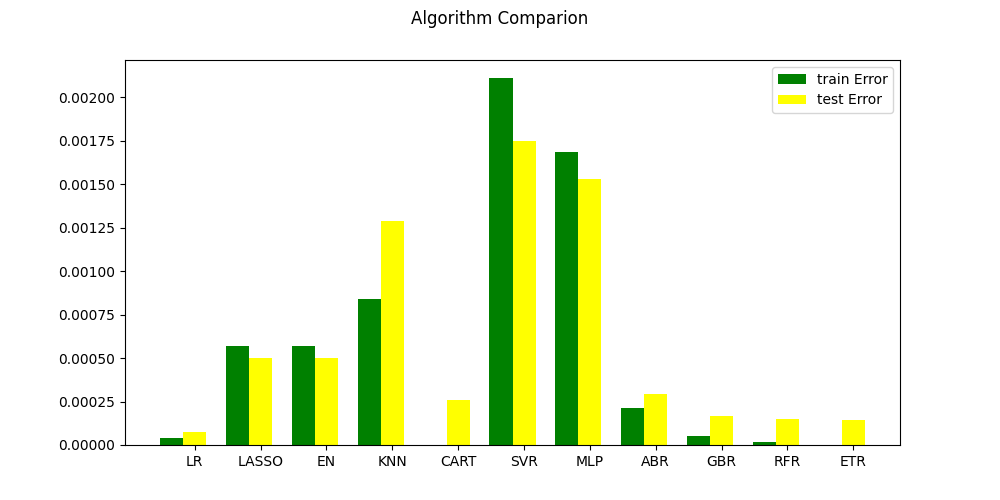 Algorithm Comparion
train Error
test Error
0.00200
0.00175
0.00150
0.00125
0.00100
0.00075
0.00050
0.00025
0.00000
LR LASSO EN KNN CART SVR MLP ABR GBR RFR ETR